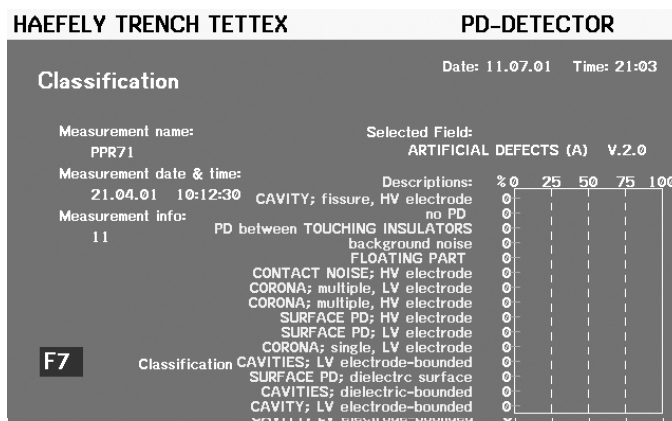 HAEFELY TRENCH TETTEX PD-DETECTOR
Date: 11.07.01 Time: 21:03
Classification
Measurement name: Selected Field:
PPR71 ARTIFICIAL DEFECTS (A) V.2.0
Measurement date & time: Descriptions: % 0 25 50 75 100
21.04.01 10:12:30 CAVITY; fissure, HV electrode 0
no PD 0
Measurement info: PD between TOUCHING INSULATORS 0
11 background noise 0
FLOATING PART 0
CONTACT NOISE; HV electrode 0
CORONA; multiple, LV electrode 0
CORONA; multiple, HV electrode 0
SURFACE PD; HV electrode 0
SURFACE PD; LV electrode 0
CORONA; single, LV electrode 0
F7 Classification CAVITIES; LV electrode-bounded 0
SURFACE PD; dielectrc surface 0
CAVITIES; dielectric-bounded 0
CAVITY; LV electrode-bounded 0